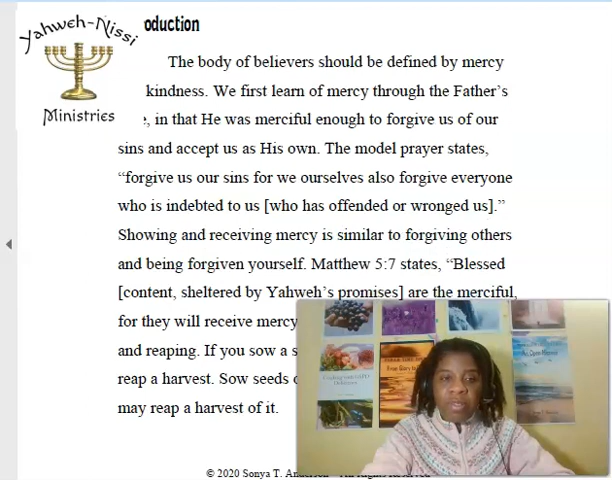 Yahweh-Nissi
Ministries
oduction
The body of believers should be defined by mercy
kindness. We first learn of mercy through the Father's
, in that He was merciful enough to forgive us of our
sins and accept us as His own. The model prayer states,
“forgive us our sins for we ourselves also forgive everyone
who is indebted to us [who has offended or wronged us].”
Showing and receiving mercy is similar to forgiving others
and being forgiven yourself. Matthew 5:7 states, “Blessed
[content, sheltered by Yahweh's promises] are the merciful,
for they will receive mercy
and reaping. If you sow a s
reap a harvest. Sow seeds
may reap a harvest of it.
© 2020 Sonya T. Anderson All Rights Reserved